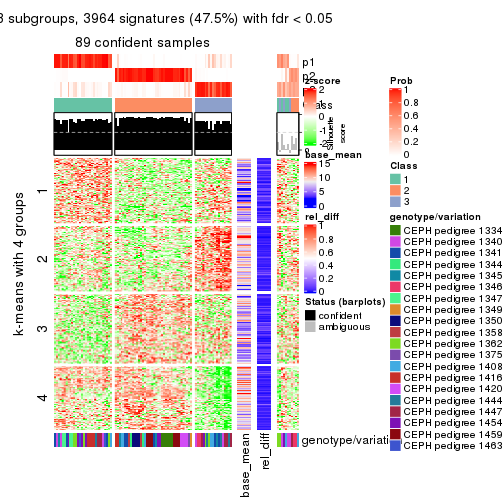 3 subgroups, 3964 signatures (47.5%) with fdr < 0.05
89 confident samples
p1
p2
Class
silhouette
score
z-score
2
1
-2
base_mean
15
10
5
0
rel_diff
1
0.8
0.6
0.4
0.2
0
Status (barplots)
confident
ambiguous
Prob
1
0.8
0.6
0.4
0.2
0
Class
1
2
3
genotype/variation
CEPH pedigree 1334
CEPH pedigree 1340
CEPH pedigree 1341
CEPH pedigree 1344
CEPH pedigree 1345
CEPH pedigree 1346
CEPH pedigree 1347
CEPH pedigree 1349
CEPH pedigree 1350
CEPH pedigree 1358
CEPH pedigree 1362
CEPH pedigree 1375
CEPH pedigree 1408
CEPH pedigree 1416
CEPH pedigree 1420
CEPH pedigree 1444
CEPH pedigree 1447
CEPH pedigree 1454
CEPH pedigree 1459
CEPH pedigree 1463
k-means with 4 groups
1
2
3
4
genotype/variati
base_mean
rel_diff